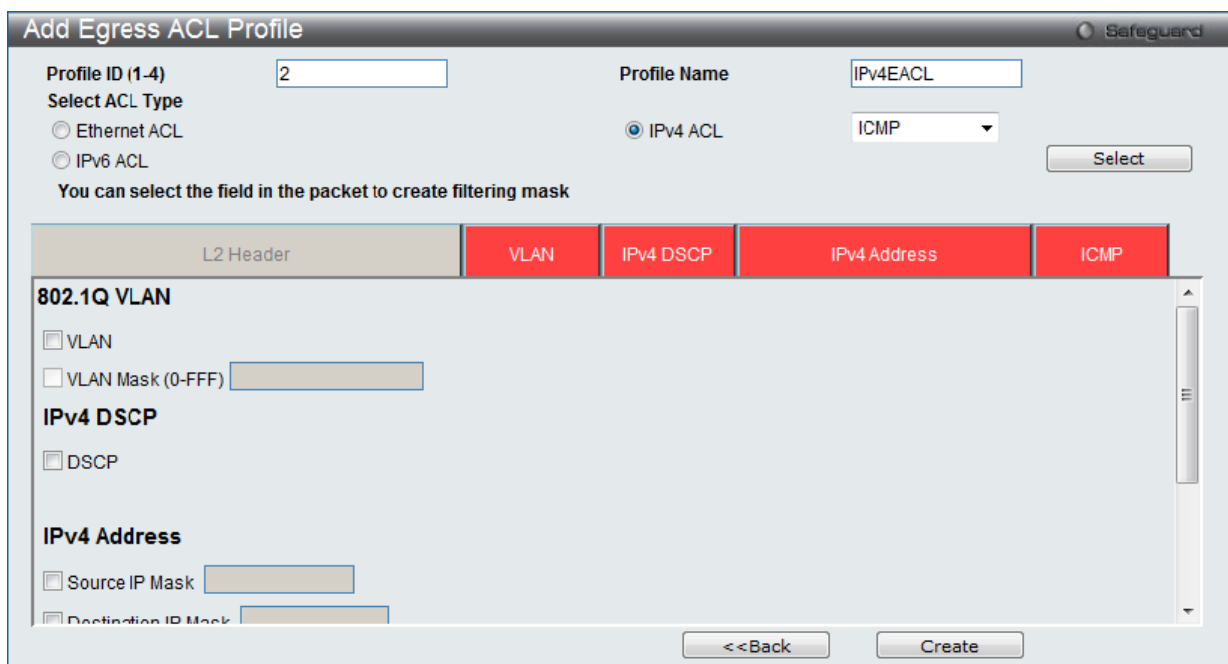 Add Egress ACL Profile
Safeguard
Profile ID (1-4) 2 Profile Name IPv4EACL
Select ACL Type
Ethernet ACL IPv4 ACL ICMP
IPv6 ACL
Select
You can select the field in the packet to create filtering mask
L2 Header VLAN IPv4 DSCP IPv4 Address ICMP
802.1Q VLAN
VLAN
VLAN Mask (0-FFF)
IPv4 DSCP
DSCP
IPv4 Address
Source IP Mask
Destination IP Mask
<<Back Create